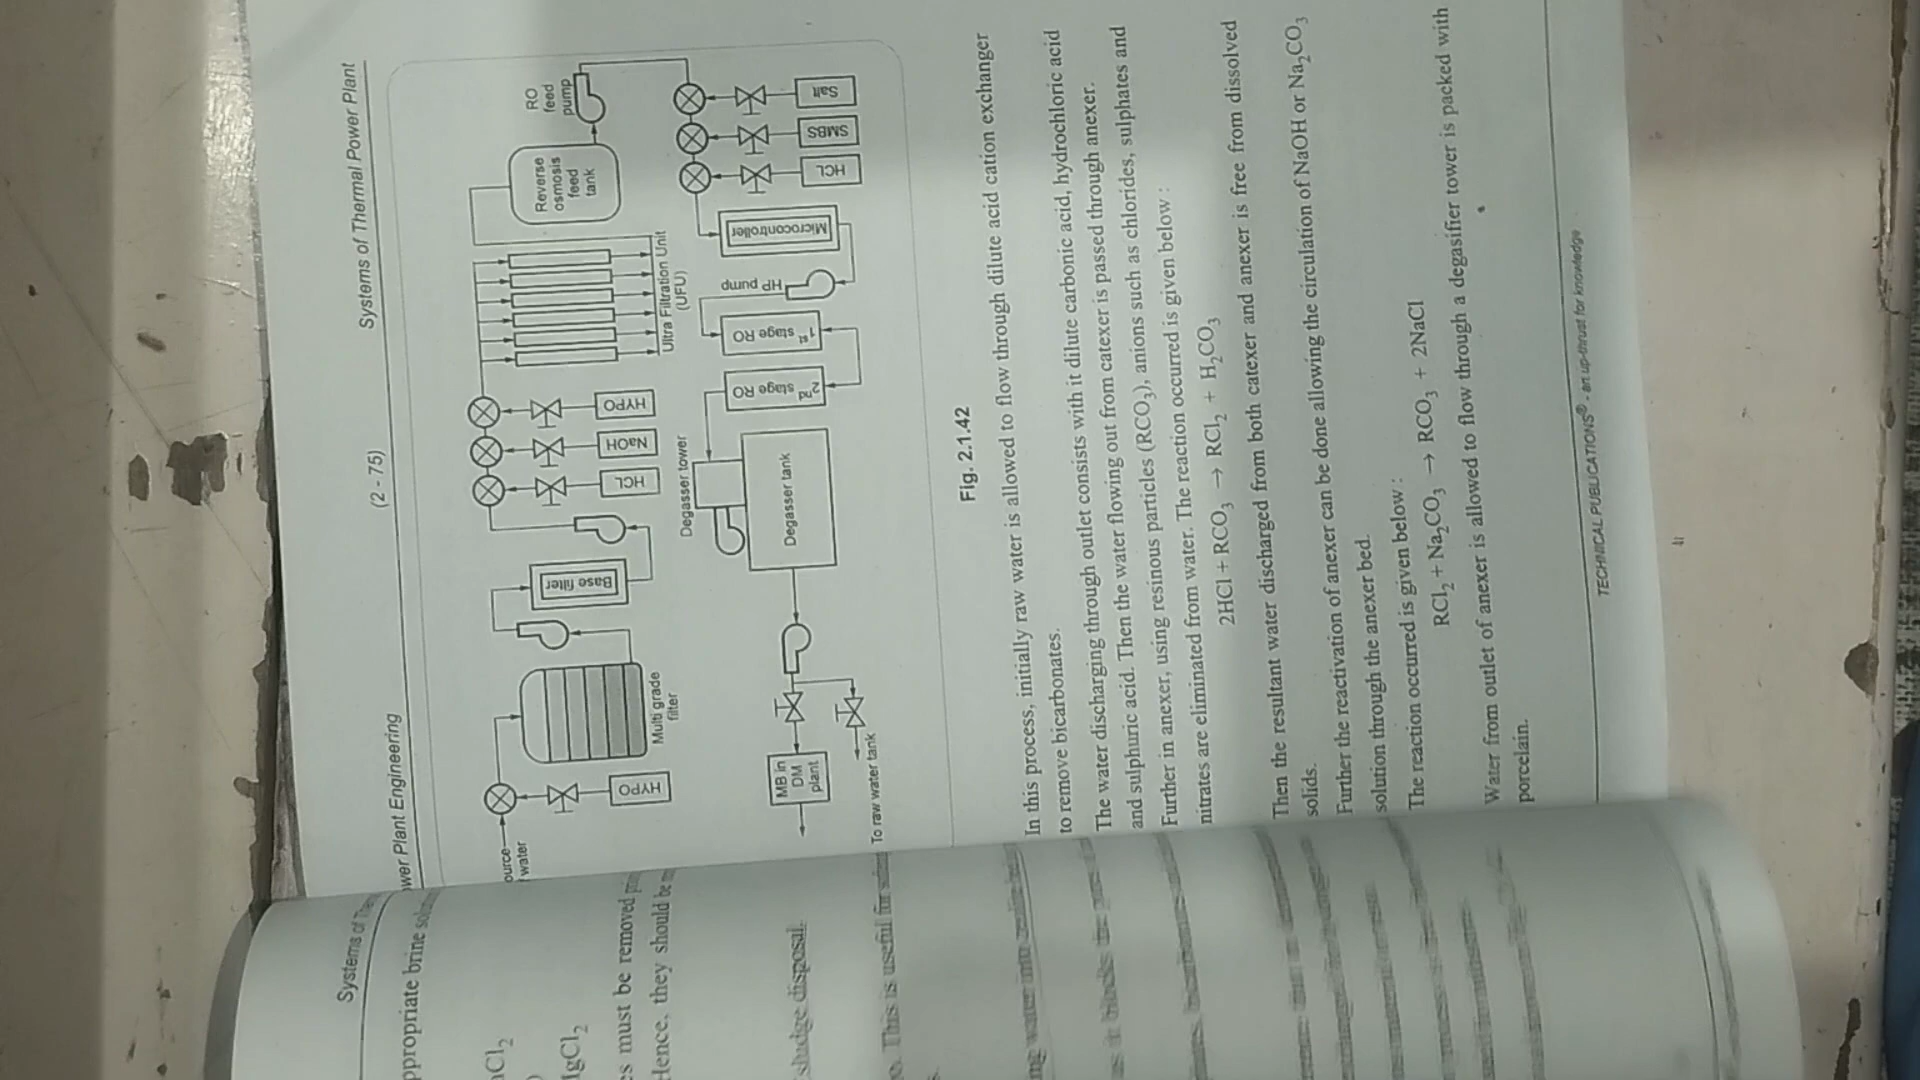 Systems of
ppropriate brine
Cl2
gCl2
s must be removed
Hence, they should be
sludge disposal.
This is useful for
ower Plant Engineering
(2 - 75)
Systems of Thermal Power Plant
ource
water
HYPO
Multi grade
filter
Base filter
HCL
NaOH
HYPO
Ultra Filtration Unit
(UFU)
Reverse
osmosis
feed
tank
RO
feed
pump
Salt
SMBS
HCL
Microcontroller
HP pump
1st stage RO
2nd stage RO
Degasser tower
Degasser tank
MB in
DM
plant
To raw water tank
Fig. 2.1.42
In this process, initially raw water is allowed to flow through dilute acid cation exchanger
to remove bicarbonates.
The water discharging through outlet consists with it dilute carbonic acid, hydrochloric acid
and sulphuric acid. Then the water flowing out from catexer is passed through anexer.
Further in anexer, using resinous particles (RCO3), anions such as chlorides, sulphates and
nitrates are eliminated from water. The reaction occurred is given below :
2HCl + RCO3 → RCl2 + H2CO3
Then the resultant water discharged from both catexer and anexer is free from dissolved
solids.
Further the reactivation of anexer can be done allowing the circulation of NaOH or Na2CO3
solution through the anexer bed.
The reaction occurred is given below :
RCl2 + Na2CO3 → RCO3 + 2NaCl
Water from outlet of anexer is allowed to flow through a degasifier tower is packed with
porcelain.
TECHNICAL PUBLICATIONS® - an up-thrust for knowledge